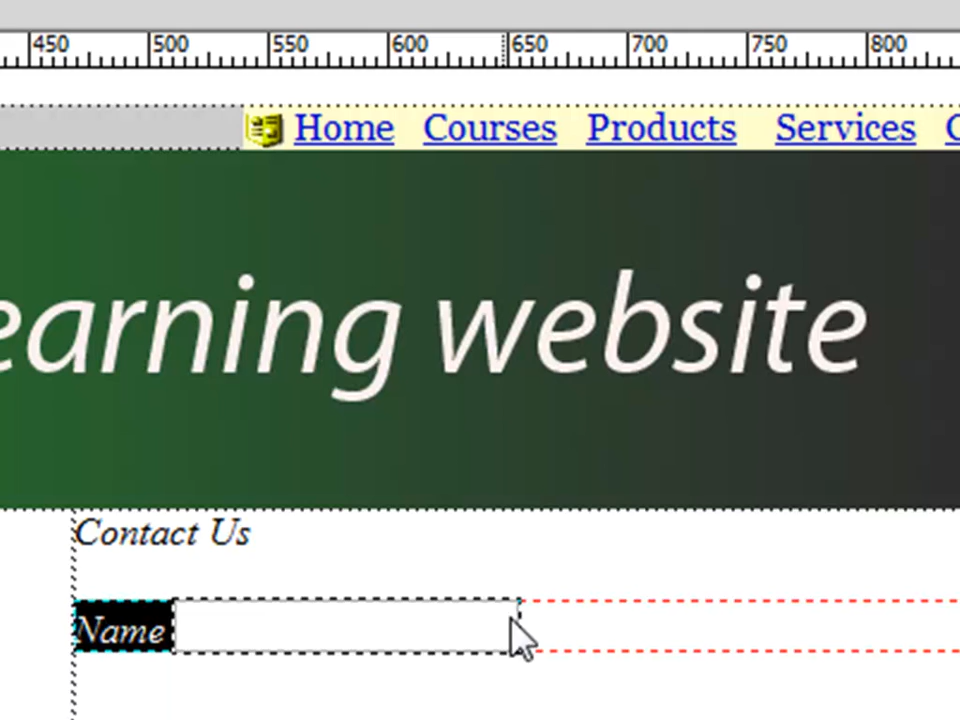 450 500 550 600 650 700 750 800
Home Courses Products Services
earning website
Contact Us
Name